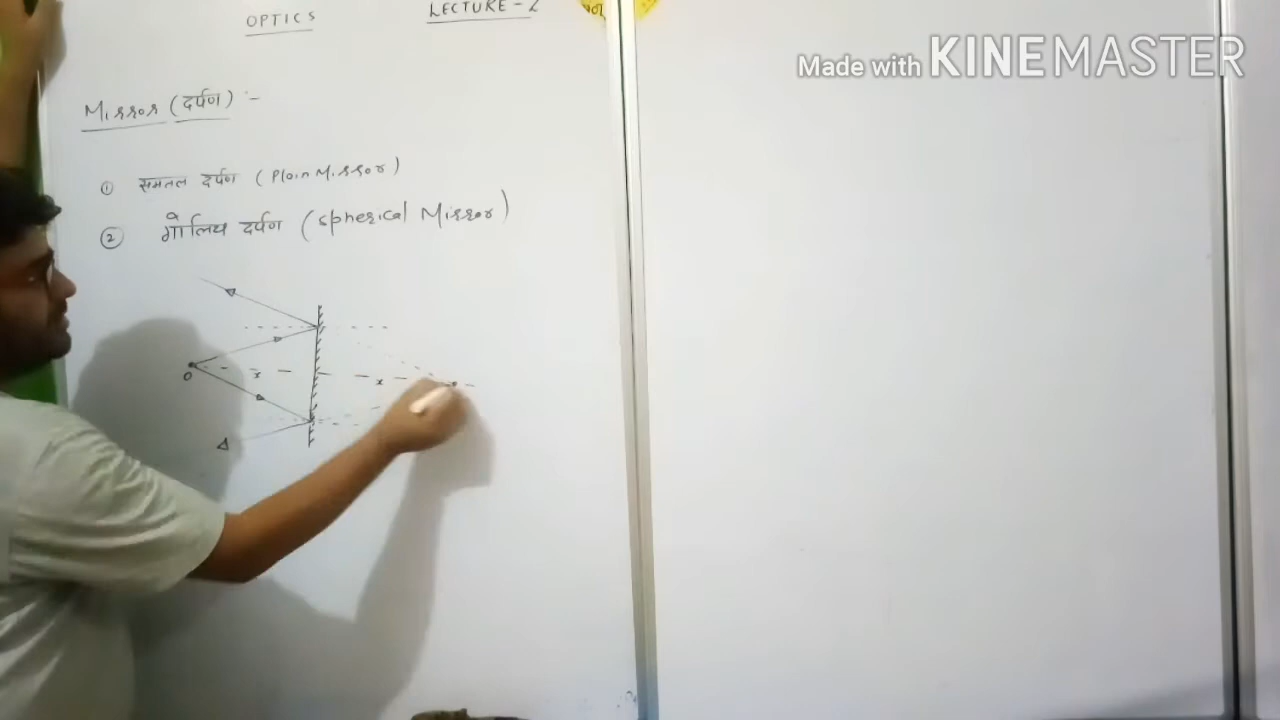 OPTICS LECTURE - 2
Made with KINEMASTER
Mirror (दर्पण) :-
① समतल दर्पण (Plain Mirror)
② गोलिय दर्पण (Spherical Mirror)
O x x